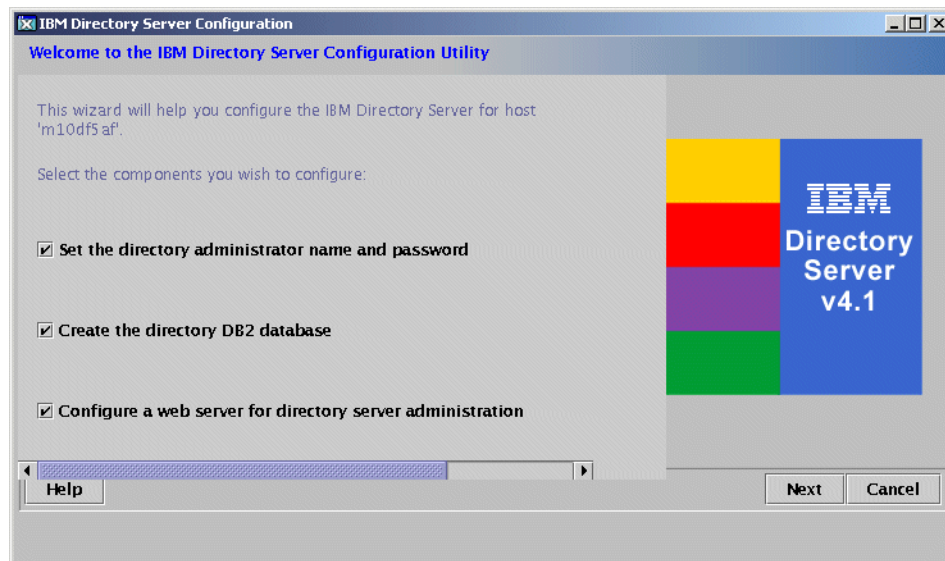 IBM Directory Server Configuration
Welcome to the IBM Directory Server Configuration Utility
This wizard will help you configure the IBM Directory Server for host
'm10df5af'.
Select the components you wish to configure:
Set the directory administrator name and password
Create the directory DB2 database
Configure a web server for directory server administration
IBM
Directory
Server
v4.1
Help
Next
Cancel